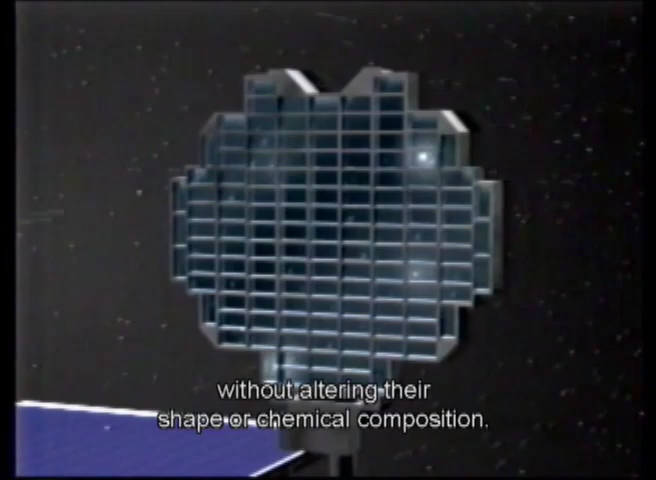 without altering their
shape or chemical composition.